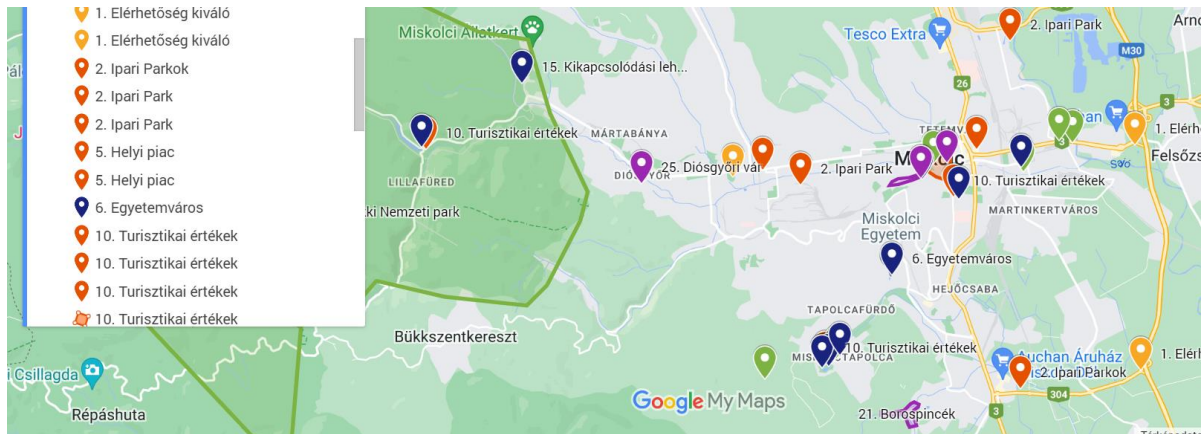 1. Elérhetőség kiváló
1. Elérhetőség kiváló
2. Ipari Parkok
2. Ipari Park
2. Ipari Park
5. Helyi piac
5. Helyi piac
6. Egyetemváros
10. Turisztikai értékek
10. Turisztikai értékek
10. Turisztikai értékek
10. Turisztikai értékek
Miskolci Állatkert
15. Kikapcsolódási leh...
Tesco Extra
2. Ipari Park
M30
26
3
10. Turisztikai értékek
MÁRTABÁNYA
3
1. Elérh
Felsőzs
25. Diósgyőri vár
2. Ipari Park
LILLAFÜRED
10. Turisztikai értékek
ki Nemzeti park
MARTINKERTVÁROS
Miskolci
Egyetem
6. Egyetemváros
HEJŐCSABA
TAPOLCAFÜRDŐ
Bükkszentkereszt
10. Turisztikai értékek
Auchan Áruház
1. Elérh
2. Ipari Parkok
i Csillagda
304
Google My Maps
Répáshuta
21. Borospincék
3